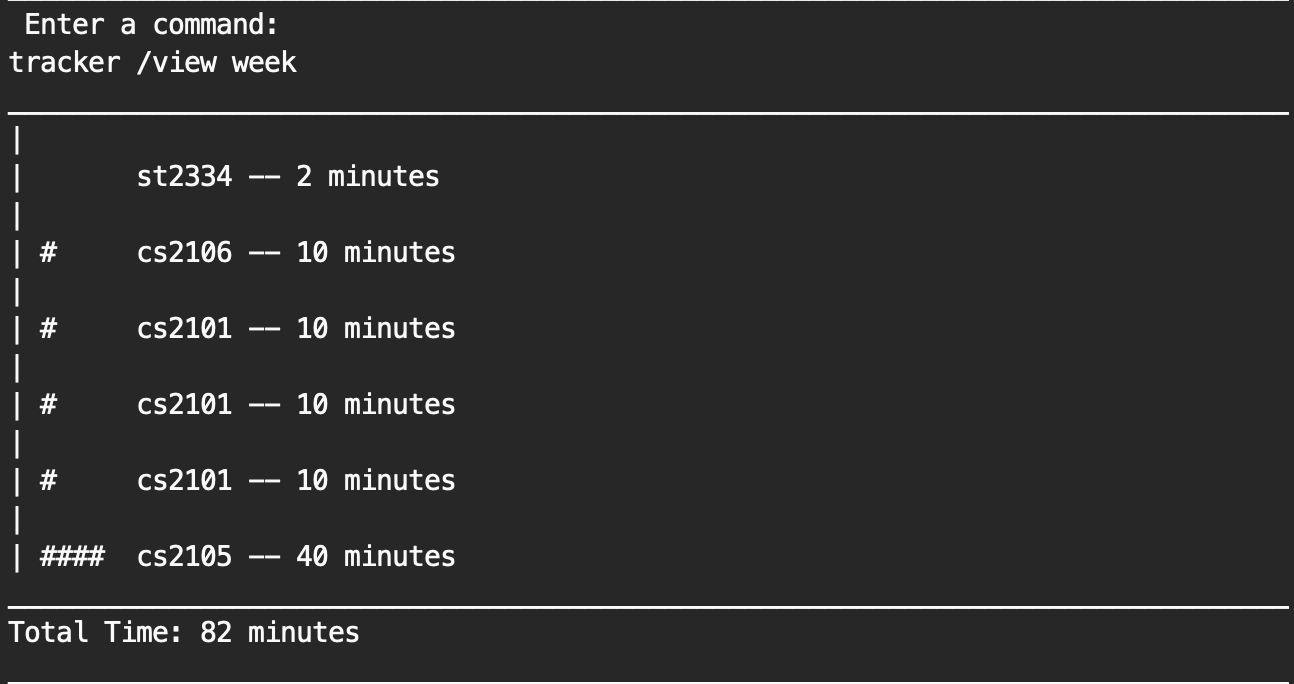 Enter a command:
tracker /view week
|
|       st2334 -- 2 minutes
|
| #     cs2106 -- 10 minutes
|
| #     cs2101 -- 10 minutes
|
| #     cs2101 -- 10 minutes
|
| #     cs2101 -- 10 minutes
|
| ####  cs2105 -- 40 minutes
Total Time: 82 minutes